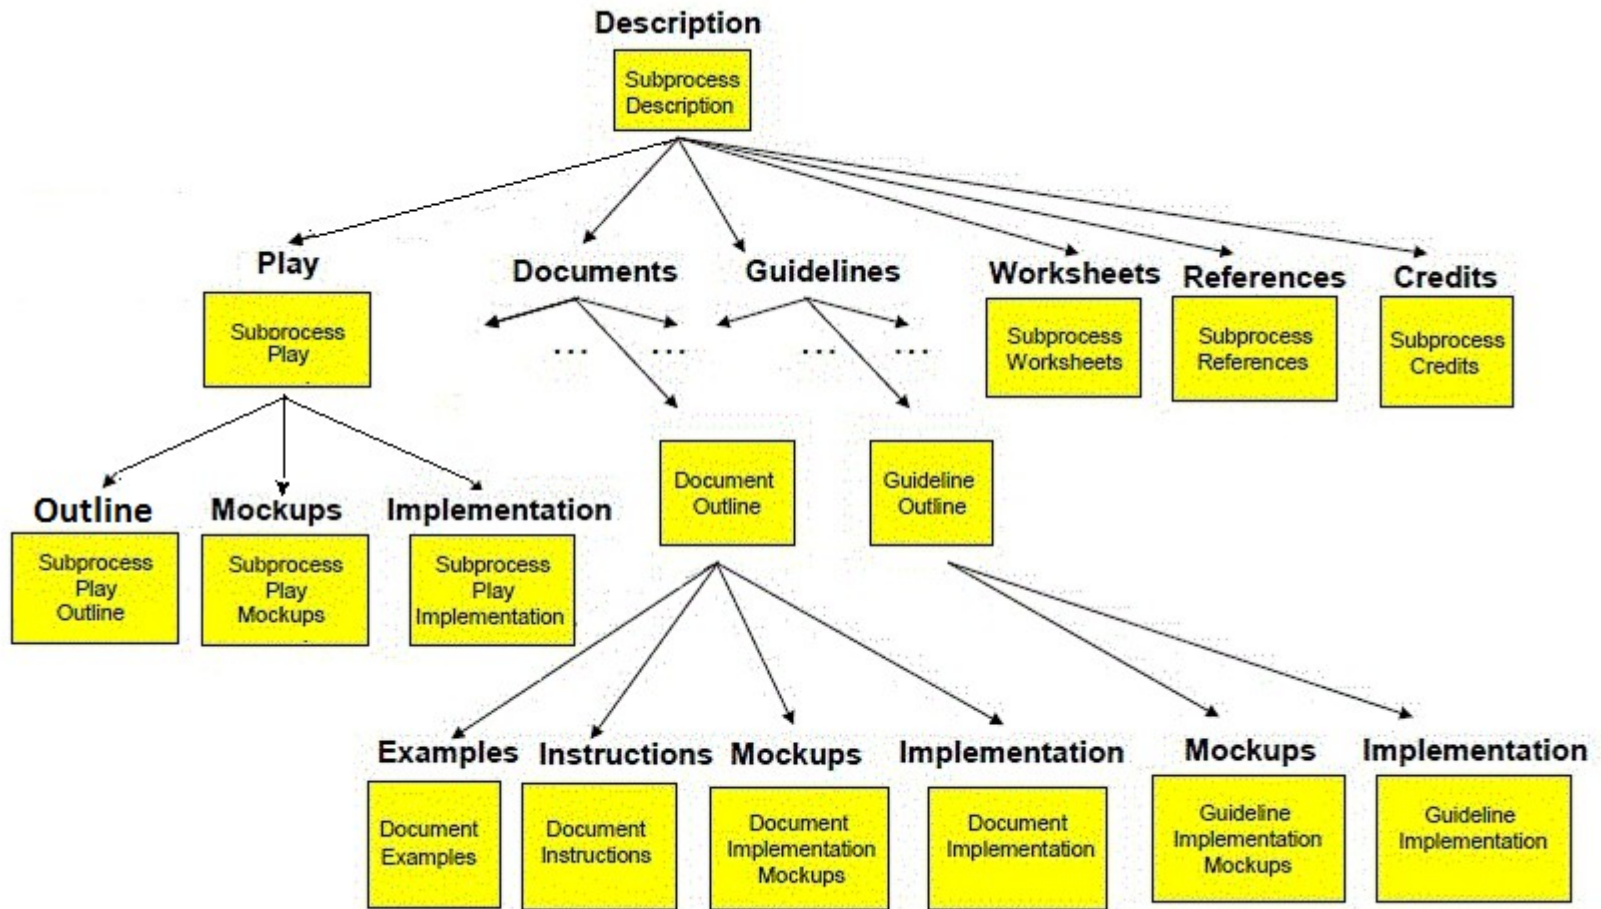 Description
Subprocess
Description
Play
Documents
Guidelines
Worksheets
References
Credits
Subprocess
Play
... ...
... ...
Subprocess
Worksheets
Subprocess
References
Subprocess
Credits
Document
Outline
Guideline
Outline
Outline
Mockups
Implementation
Subprocess
Play
Outline
Subprocess
Play
Mockups
Subprocess
Play
Implementation
Examples
Instructions
Mockups
Implementation
Mockups
Implementation
Document
Examples
Document
Instructions
Document
Implementation
Mockups
Document
Implementation
Guideline
Implementation
Mockups
Guideline
Implementation